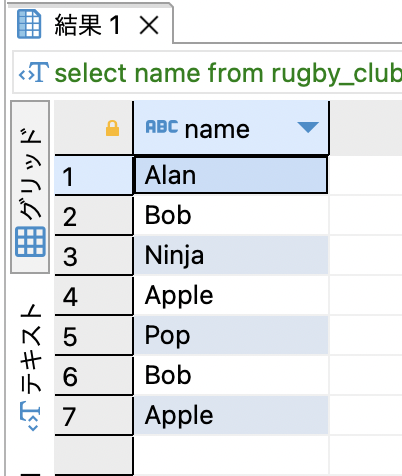 結果 1
select name from rugby_club
ABC name
グリッド
テキスト
1 Alan
2 Bob
3 Ninja
4 Apple
5 Pop
6 Bob
7 Apple